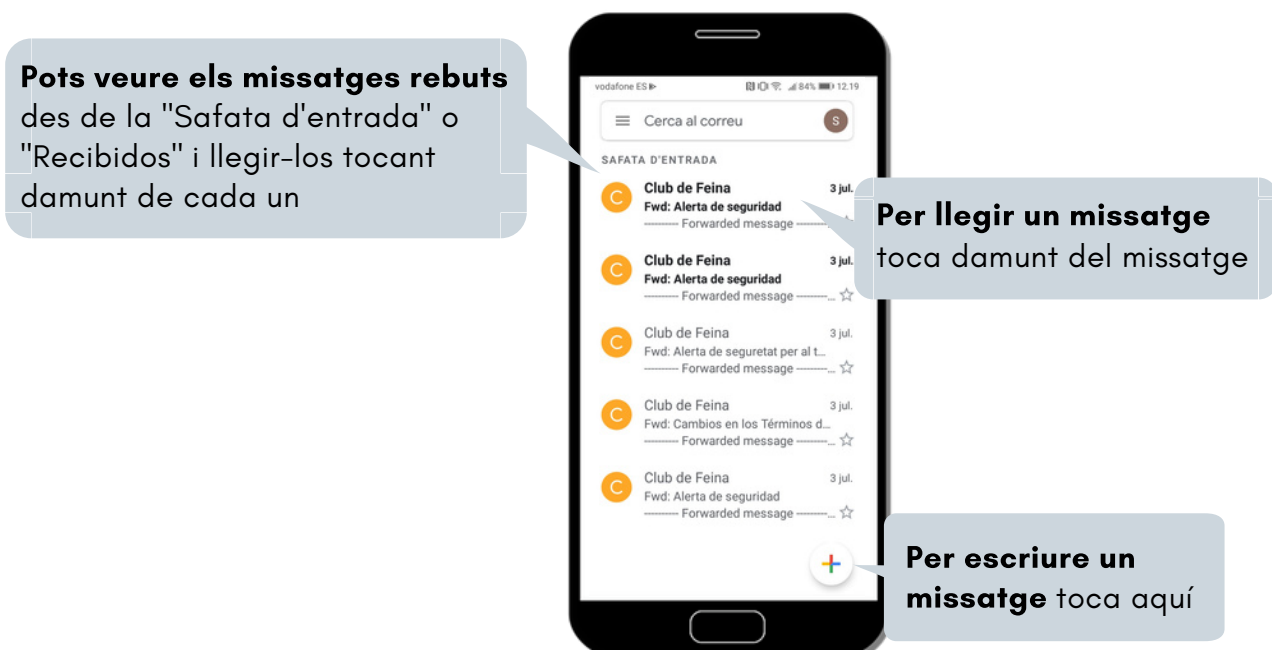 Pots veure els missatges rebuts
des de la "Safata d'entrada" o
"Recibidos" i llegir-los tocant
damunt de cada un
vodafone ES
84% 12.19
Cerca al correu
S
SAFATA D'ENTRADA
C
Club de Feina 3 jul.
Fwd: Alerta de seguridad
---------- Forwarded message ---------
C
Club de Feina 3 jul.
Fwd: Alerta de seguridad
---------- Forwarded message ---------...
C
Club de Feina 3 jul.
Fwd: Alerta de seguretat per al t...
---------- Forwarded message ---------...
C
Club de Feina 3 jul.
Fwd: Cambios en los Términos d...
---------- Forwarded message ---------...
C
Club de Feina 3 jul.
Fwd: Alerta de seguridad
---------- Forwarded message ---------...
Per llegir un missatge
toca damunt del missatge
Per escriure un
missatge toca aquí